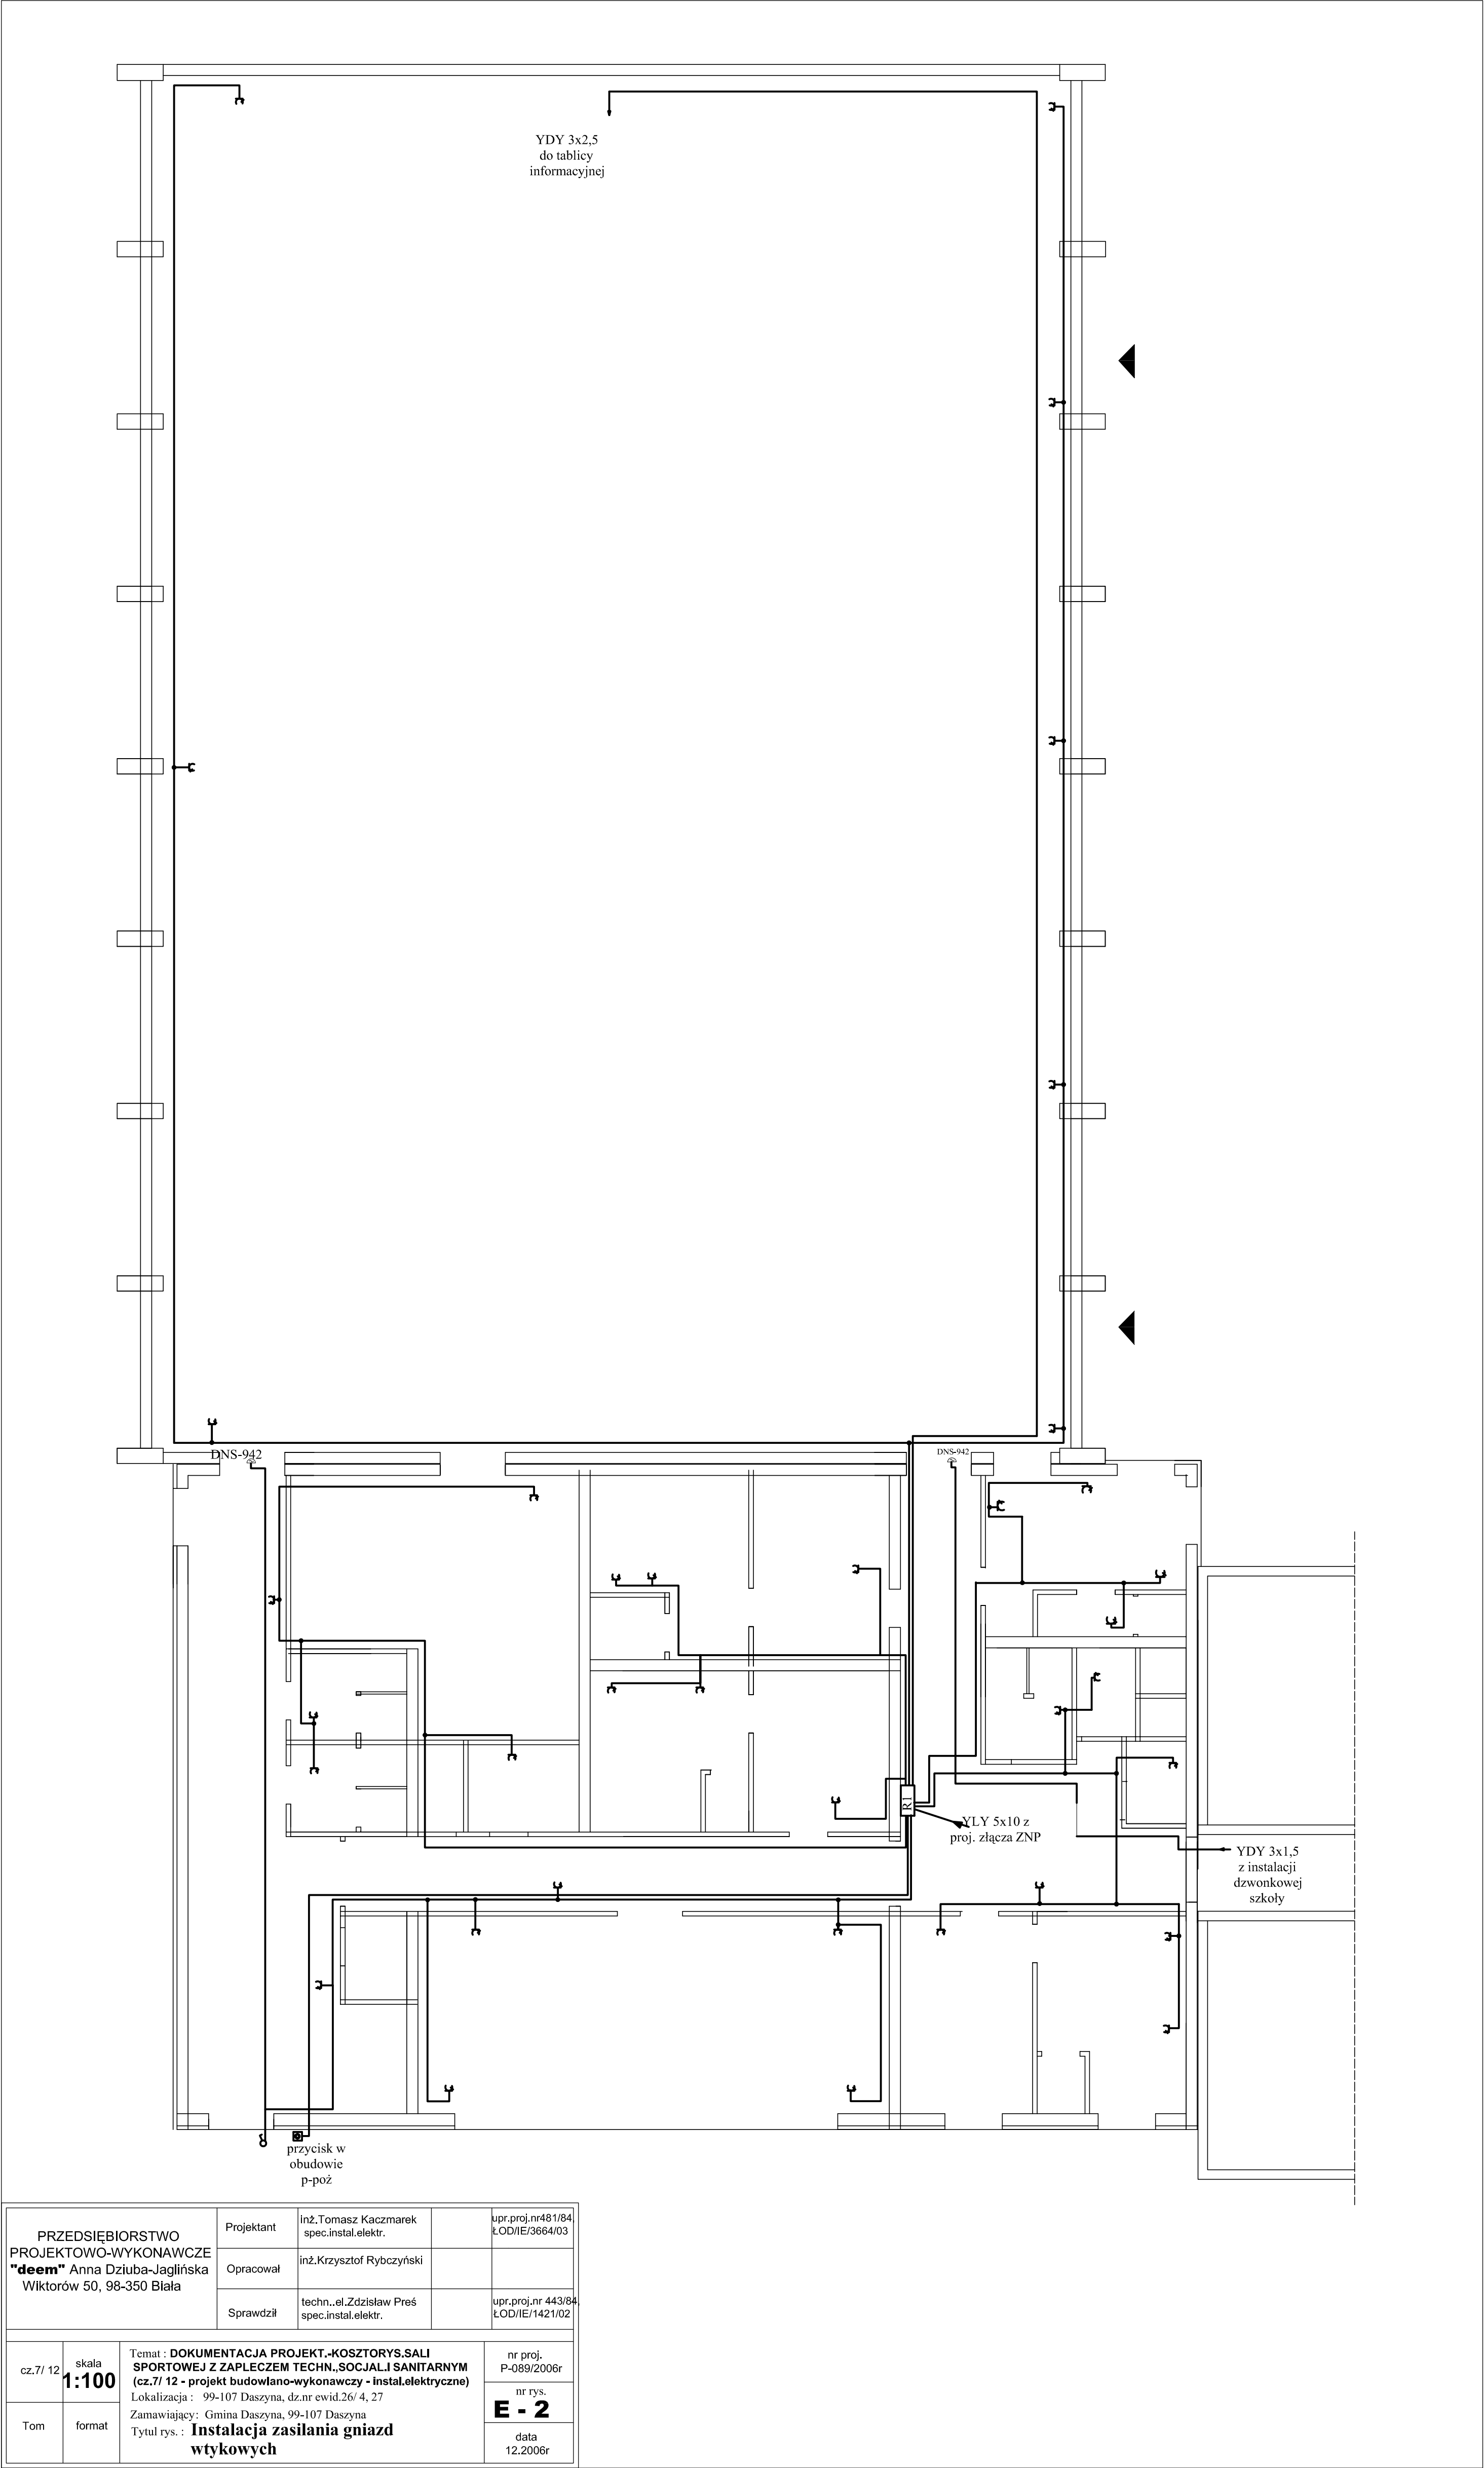 YDY 3x2,5
do tablicy
informacyjnej
DNS-942
DNS-942
R1
YLY 5x10 z
proj. złącza ZNP
YDY 3x1,5
z instalacji
dzwonkowej
szkoły
przycisk w
obudowie
p-poż
PRZEDSIĘBIORSTWO
PROJEKTOWO-WYKONAWCZE
"deem" Anna Dziuba-Jaglińska
Wiktorów 50, 98-350 Biała
Projektant
inż.Tomasz Kaczmarek
spec.instal.elektr.
upr.proj.nr481/84,
ŁOD/IE/3664/03
Opracował
inż.Krzysztof Rybczyński
Sprawdził
techn..el.Zdzisław Preś
spec.instal.elektr.
upr.proj.nr 443/84,
ŁOD/IE/1421/02
cz.7/ 12
skala
1:100
Tom
format
Temat : DOKUMENTACJA PROJEKT.-KOSZTORYS.SALI
SPORTOWEJ Z ZAPLECZEM TECHN.,SOCJAL.I SANITARNYM
(cz.7/ 12 - projekt budowlano-wykonawczy - instal.elektryczne)
Lokalizacja : 99-107 Daszyna, dz.nr ewid.26/ 4, 27
Zamawiający: Gmina Daszyna, 99-107 Daszyna
Tytul rys. : Instalacja zasilania gniazd
wtykowych
nr proj.
P-089/2006r
nr rys.
E - 2
data
12.2006r